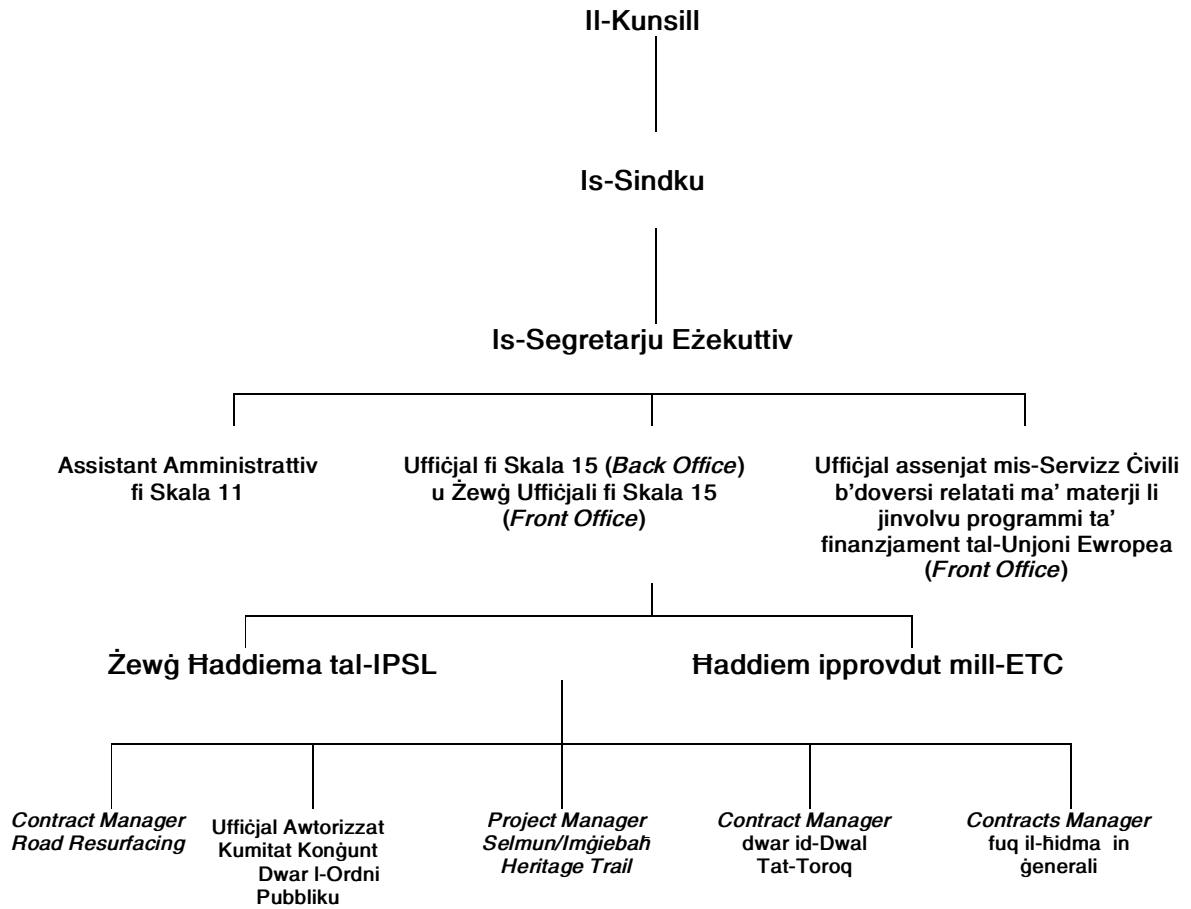 Il-Kunsill
Is-Sindku
Is-Segretarju Eżekuttiv
Assistant Amministrattiv
fi Skala 11
Uffiċjal fi Skala 15 (Back Office)
u Żewġ Uffiċjali fi Skala 15
(Front Office)
Uffiċjal assenjat mis-Servizz Ċivili
b'doversi relatati ma' materji li
jinvolvu programmi ta'
finanzjament tal-Unjoni Ewropea
(Front Office)
Żewġ Ħaddiema tal-IPSL
Ħaddiem ipprovdut mill-ETC
Contract Manager
Road Resurfacing
Uffiċjal Awtorizzat
Kumitat Konġunt
Dwar l-Ordni
Pubbliku
Project Manager
Selmun/Imġiebaħ
Heritage Trail
Contract Manager
dwar id-Dwal
Tat-Toroq
Contracts Manager
fuq il-ħidma in
ġenerali